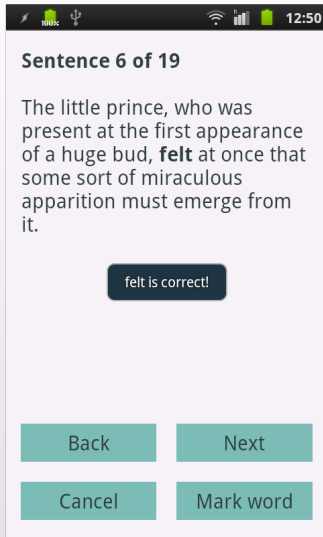 100%
R
12:50
Sentence 6 of 19
The little prince, who was
present at the first appearance
of a huge bud, felt at once that
some sort of miraculous
apparition must emerge from
it.
felt is correct!
Back
Next
Cancel
Mark word